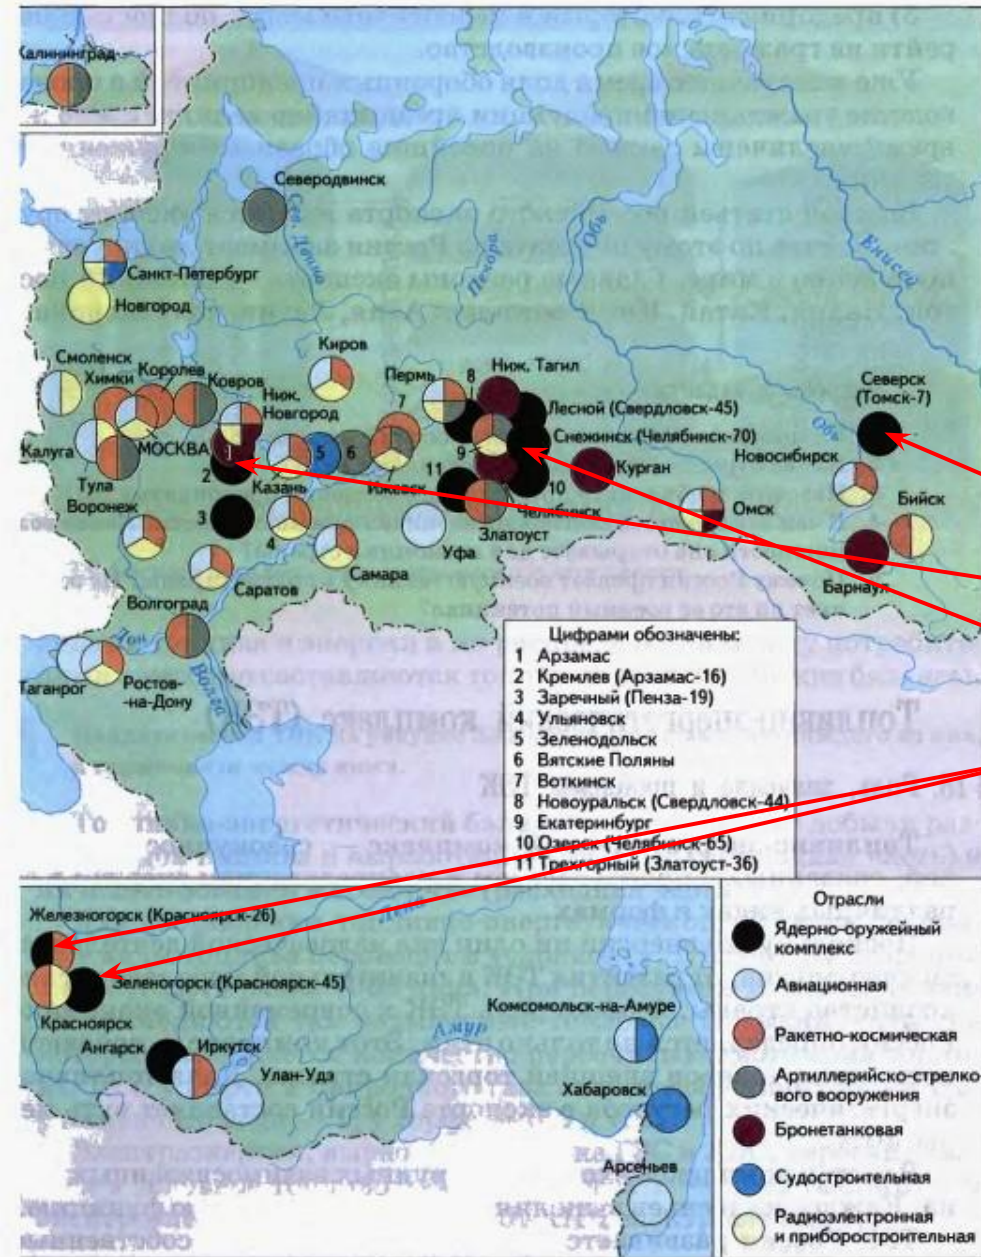 Калининград
Северодвинск
Сев. Двина
Печора
Обь
Енисей
Санкт-Петербург
Новгород
Смоленск
Химки
Королев
Ковров
Киров
Пермь
8
Ниж. Тагил
Северск
(Томск-7)
Ниж.
Новгород
7
Лесной (Свердловск-45)
Обь
Калуга
МОСКВА
1
5
6
9
Снежинск (Челябинск-70)
Новосибирск
Тула
2
Казань
Ижевск
11
10
Курган
Бийск
Воронеж
3
4
Уфа
Златоуст
Челябинск
Омск
Барнаул
Саратов
Самара
Волгоград
Дон
Волга
Таганрог
Ростов-
на-Дону
Цифрами обозначены:
1 Арзамас
2 Кремлев (Арзамас-16)
3 Заречный (Пенза-19)
4 Ульяновск
5 Зеленодольск
6 Вятские Поляны
7 Воткинск
8 Новоуральск (Свердловск-44)
9 Екатеринбург
10 Озерск (Челябинск-65)
11 Трехгорный (Златоуст-36)
Железногорск (Красноярск-26)
Зеленогорск (Красноярск-45)
Красноярск
Ангарск
Иркутск
Улан-Удэ
Амур
Комсомольск-на-Амуре
Хабаровск
Арсеньев
Отрасли
Ядерно-оружейный
комплекс
Авиационная
Ракетно-космическая
Артиллерийско-стрелко-
вого вооружения
Бронетанковая
Судостроительная
Радиоэлектронная
и приборостроительная